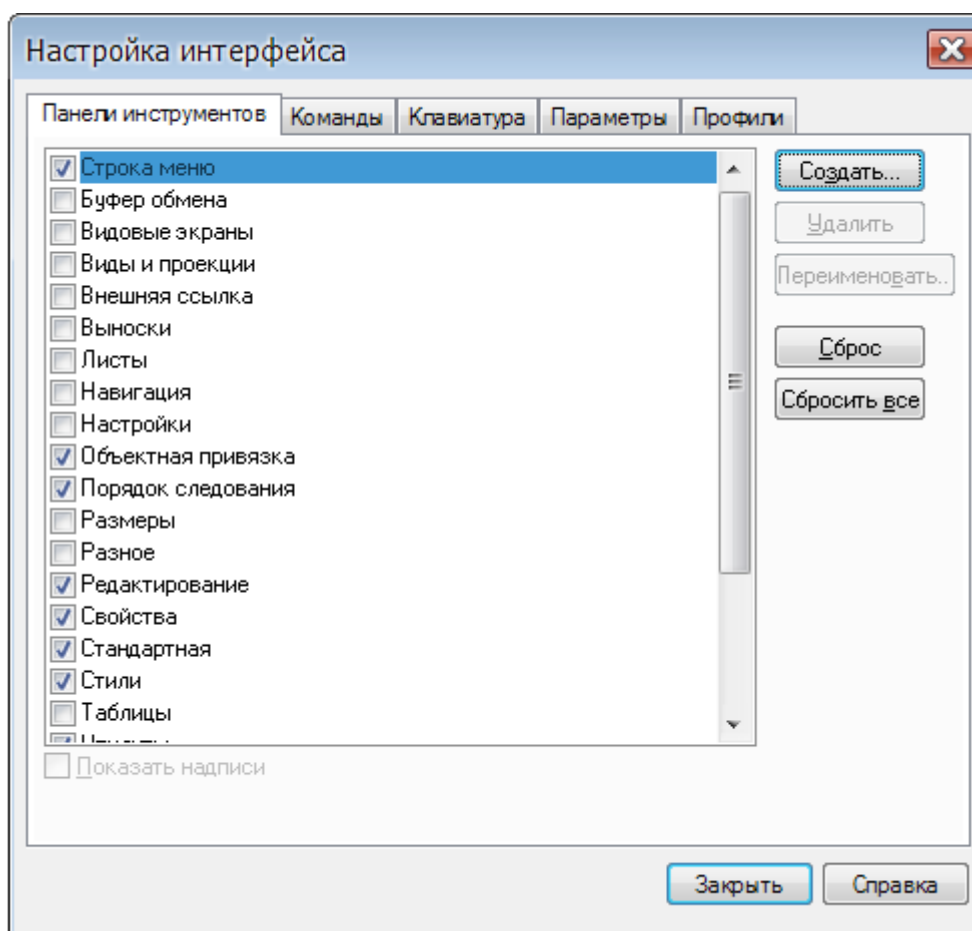 Настройка интерфейса
Панели инструментов Команды Клавиатура Параметры Профили
Строка меню
Буфер обмена
Видовые экраны
Виды и проекции
Внешняя ссылка
Выноски
Листы
Навигация
Настройки
Объектная привязка
Порядок следования
Размеры
Разное
Редактирование
Свойства
Стандартная
Стили
Таблицы
Создать...
Удалить
Переименовать..
Сброс
Сбросить все
Показать надписи
Закрыть Справка